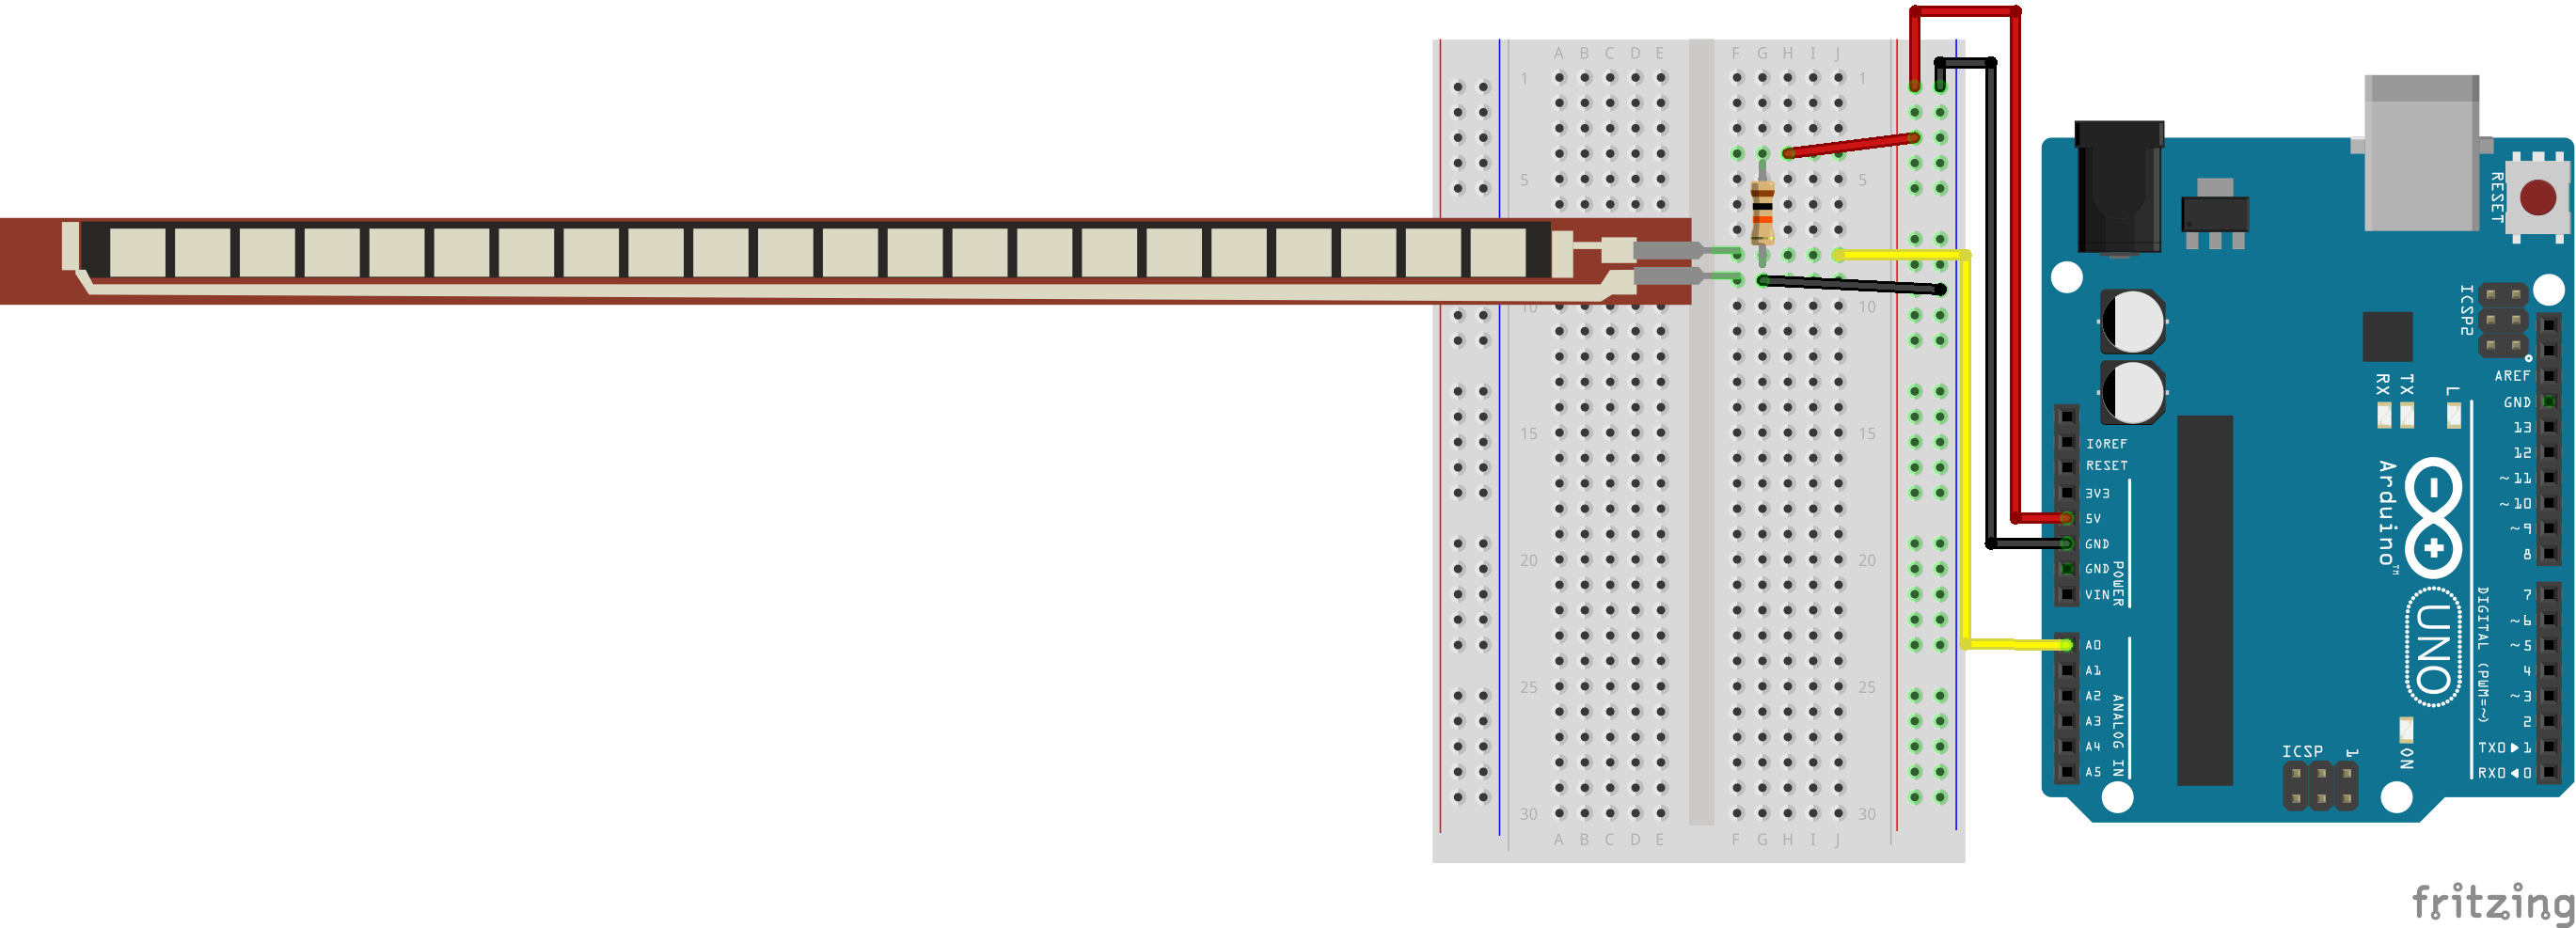 A B C D E F G H I J
1 1
5 5
10 10
15 15
20 20
25 25
30 30
A B C D E F G H I J
RESET
ICSP2
AREF
GND
13
12
~11
~10
~9
8
7
~6
~5
4
~3
2
TX0▶1
RX0◀0
DIGITAL (PWM=~)
RX
TX
L
IOREF
RESET
3V3
5V
GND
GND
VIN
POWER
A0
A1
A2
A3
A4
A5
ANALOG IN
Arduino™
UNO
ICSP 1
ON
fritzing